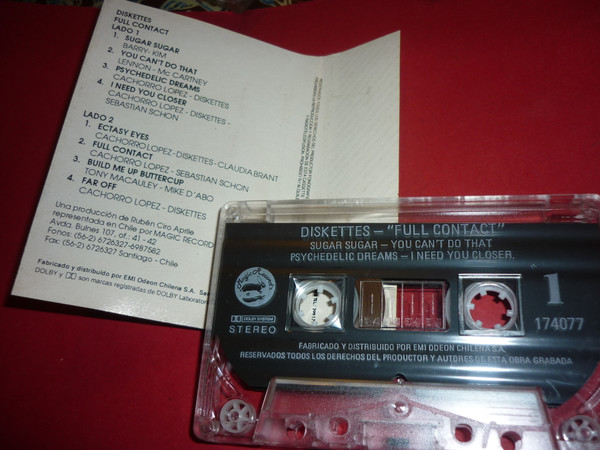 DISKETTES
FULL CONTACT
LADO 1
1. SUGAR SUGAR
BARRY- KIM
2. YOU CAN'T DO THAT
LENNON - Mc CARTNEY
3. PSYCHEDELIC DREAMS
CACHORRO LOPEZ - DISKETTES
4. I NEED YOU CLOSER
CACHORRO LOPEZ - DISKETTES -
SEBASTIAN SCHON
LADO 2
1. ECTASY EYES
CACHORRO LOPEZ - DISKETTES - CLAUDIA BRANT
2. FULL CONTACT
CACHORRO LOPEZ - SEBASTIAN SCHON
3. BUILD ME UP BUTTERCUP
TONY MACAULEY - MIKE D'ABO
4. FAR OFF
CACHORRO LOPEZ - DISKETTES
Una producción de Rubén Ciro Aprile
representada en Chile por MAGIC RECORD
Avda. Bulnes 107, of.: 41 - 42
Fonos: (56-2) 6726327-6987582
Fax: (56-2) 6726327 Santiago - Chile
Fabricado y distribuido por EMI Odeon Chilena S.A.
DOLBY y son marcas registradas de DOLBY Laborator
DISKETTES – "FULL CONTACT"
SUGAR SUGAR – YOU CAN'T DO THAT
PSYCHEDELIC DREAMS – I NEED YOU CLOSER.
DOLBY SYSTEM
STEREO
1
174077
FABRICADO Y DISTRIBUIDO POR EMI ODEON CHILENA S.A.
RESERVADOS TODOS LOS DERECHOS DEL PRODUCTOR Y AUTORES DE ESTA OBRA GRABADA